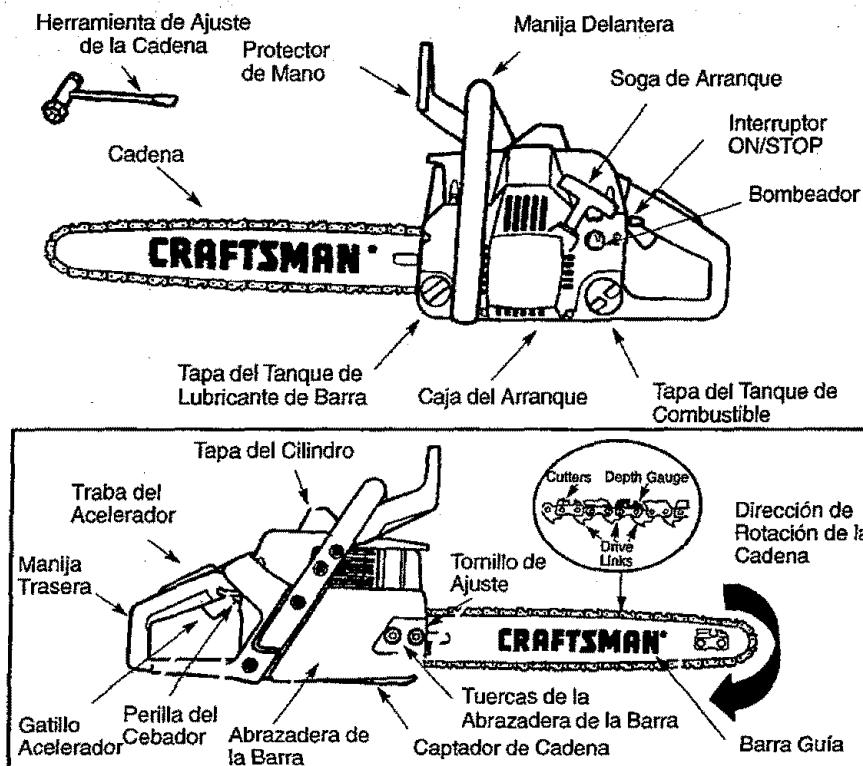 Herramienta de Ajuste
de la Cadena
Protector
de Mano
Manija Delantera
Soga de Arranque
Interruptor
ON/STOP
Bombeador
Cadena
CRAFTSMAN
Tapa del Tanque de
Lubricante de Barra
Caja del Arranque
Tapa del Tanque de
Combustible
Tapa del Cilindro
Traba del
Acelerador
Manija
Trasera
Cutters
Depth Gauge
Drive
Links
Dirección de
Rotación de la
Cadena
Tornillo de
Ajuste
CRAFTSMAN
Gatillo
Acelerador
Perilla del
Cebador
Abrazadera de
la Barra
Tuercas de la
Abrazadera de la Barra
Captador de Cadena
Barra Guía